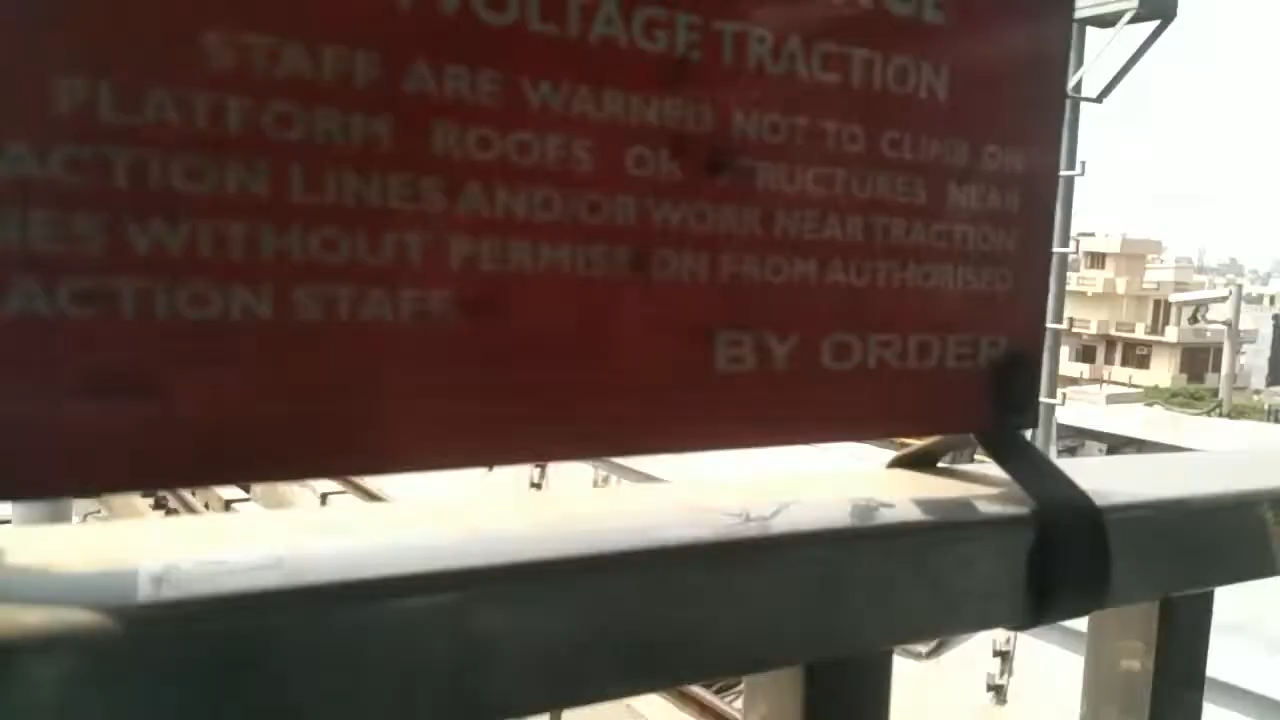 VOLTAGE TRACTION
STAFF ARE WARNED NOT TO CLIMB ON
PLATFORM ROOFS OR STRUCTURES NEAR
ACTION LINES AND/OR WORK NEAR TRACTION
WITHOUT PERMISSION FROM AUTHORISED
ACTION STAFF
BY ORDER